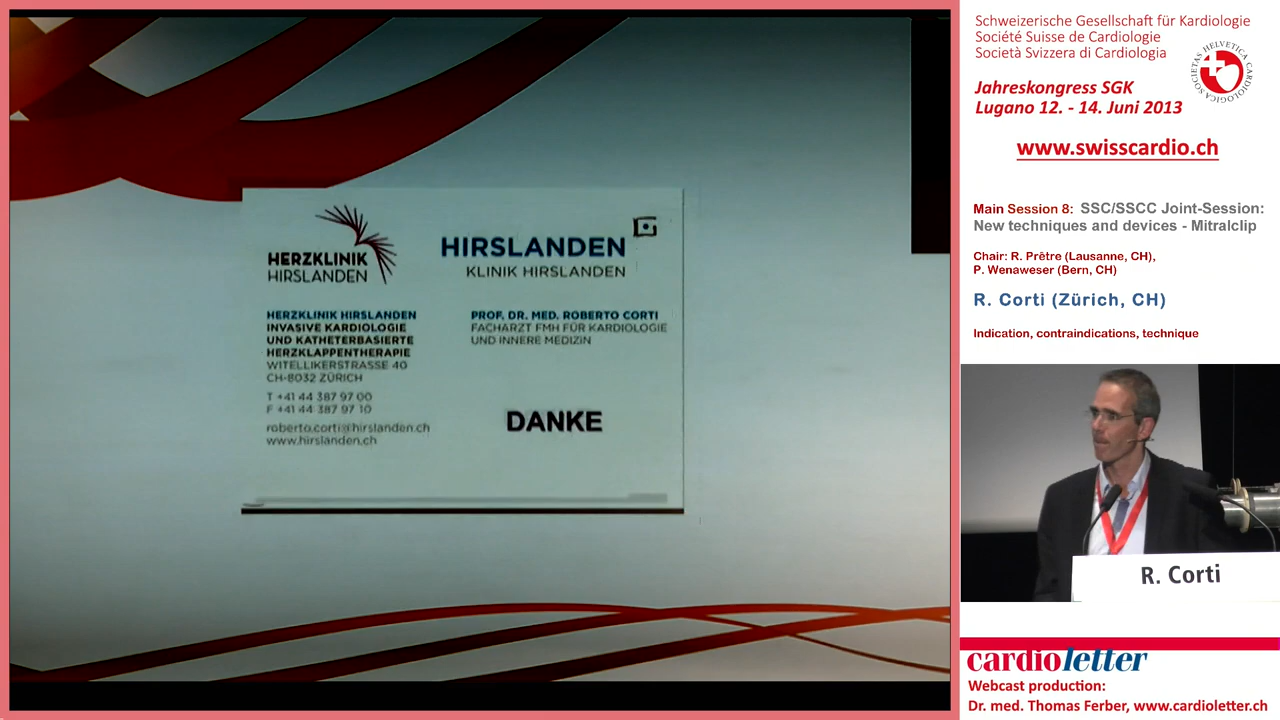 HERZKLINIK
HIRSLANDEN
HIRSLANDEN
KLINIK HIRSLANDEN
HERZKLINIK HIRSLANDEN
INVASIVE KARDIOLOGIE
UND KATHETERBASIERTE
HERZKLAPPENTHERAPIE
WITELLIKERSTRASSE 40
CH-8032 ZÜRICH
T +41 44 387 97 00
F +41 44 387 97 10
roberto.corti@hirslanden.ch
www.hirslanden.ch
PROF. DR. MED. ROBERTO CORTI
FACHARZT FMH FÜR KARDIOLOGIE
UND INNERE MEDIZIN
DANKE
Schweizerische Gesellschaft für Kardiologie
Société Suisse de Cardiologie
Società Svizzera di Cardiologia
SOCIETAS HELVETICA CARDIOLOGICA
Jahreskongress SGK
Lugano 12. - 14. Juni 2013
www.swisscardio.ch
Main Session 8: SSC/SSCC Joint-Session:
New techniques and devices - Mitralclip
Chair: R. Prêtre (Lausanne, CH),
P. Wenaweser (Bern, CH)
R. Corti (Zürich, CH)
Indication, contraindications, technique
R. Corti
cardioletter
Webcast production:
Dr. med. Thomas Ferber, www.cardioletter.ch